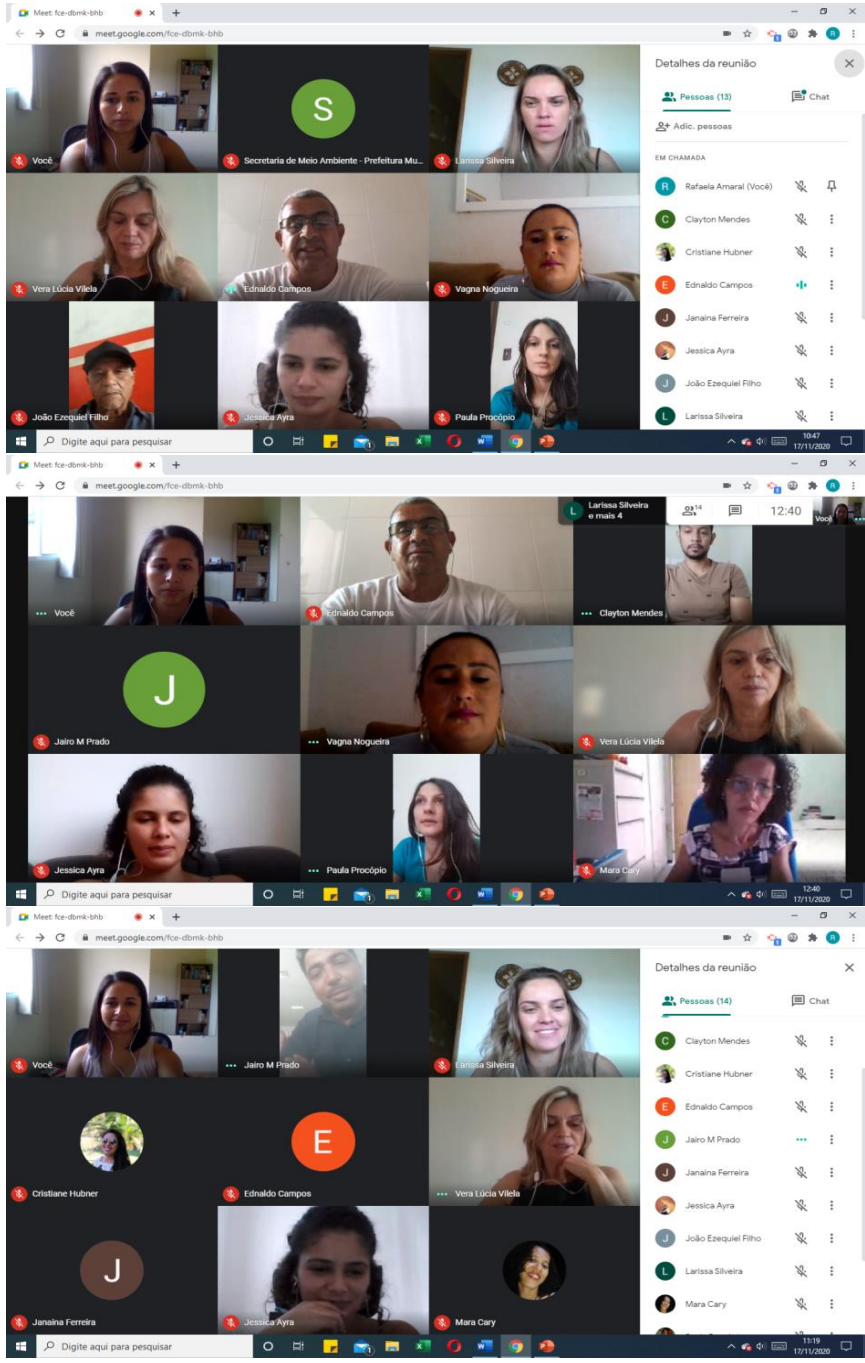 Meet: fce-dbmk-bhb
meet.google.com/fce-dbmk-bhb
Você
S
Secretaria de Meio Ambiente - Prefeitura Mu...
Larissa Silveira
Vera Lúcia Vilela
Ednaldo Campos
Vagna Nogueira
João Ezequiel Filho
Jessica Ayra
Paula Procópio
Detalhes da reunião
Pessoas (13)
Chat
Adic. pessoas
EM CHAMADA
R Rafaela Amaral (Você)
C Clayton Mendes
Cristiane Hubner
E Ednaldo Campos
J Janaina Ferreira
Jessica Ayra
J João Ezequiel Filho
L Larissa Silveira
Digite aqui para pesquisar
10:47
17/11/2020
Meet: fce-dbmk-bhb
meet.google.com/fce-dbmk-bhb
L Larissa Silveira
e mais 4
14
12:40
Você
Você
Ednaldo Campos
Clayton Mendes
J
Jairo M Prado
Vagna Nogueira
Vera Lúcia Vilela
Jessica Ayra
Paula Procópio
Mara Cary
Digite aqui para pesquisar
12:40
17/11/2020
Meet: fce-dbmk-bhb
meet.google.com/fce-dbmk-bhb
Você
Jairo M Prado
Larissa Silveira
Cristiane Hubner
E
Ednaldo Campos
Vera Lúcia Vilela
J
Janaina Ferreira
Jessica Ayra
Mara Cary
Detalhes da reunião
Pessoas (14)
Chat
C Clayton Mendes
Cristiane Hubner
E Ednaldo Campos
J Jairo M Prado
J Janaina Ferreira
Jessica Ayra
J João Ezequiel Filho
L Larissa Silveira
Mara Cary
Digite aqui para pesquisar
11:19
17/11/2020